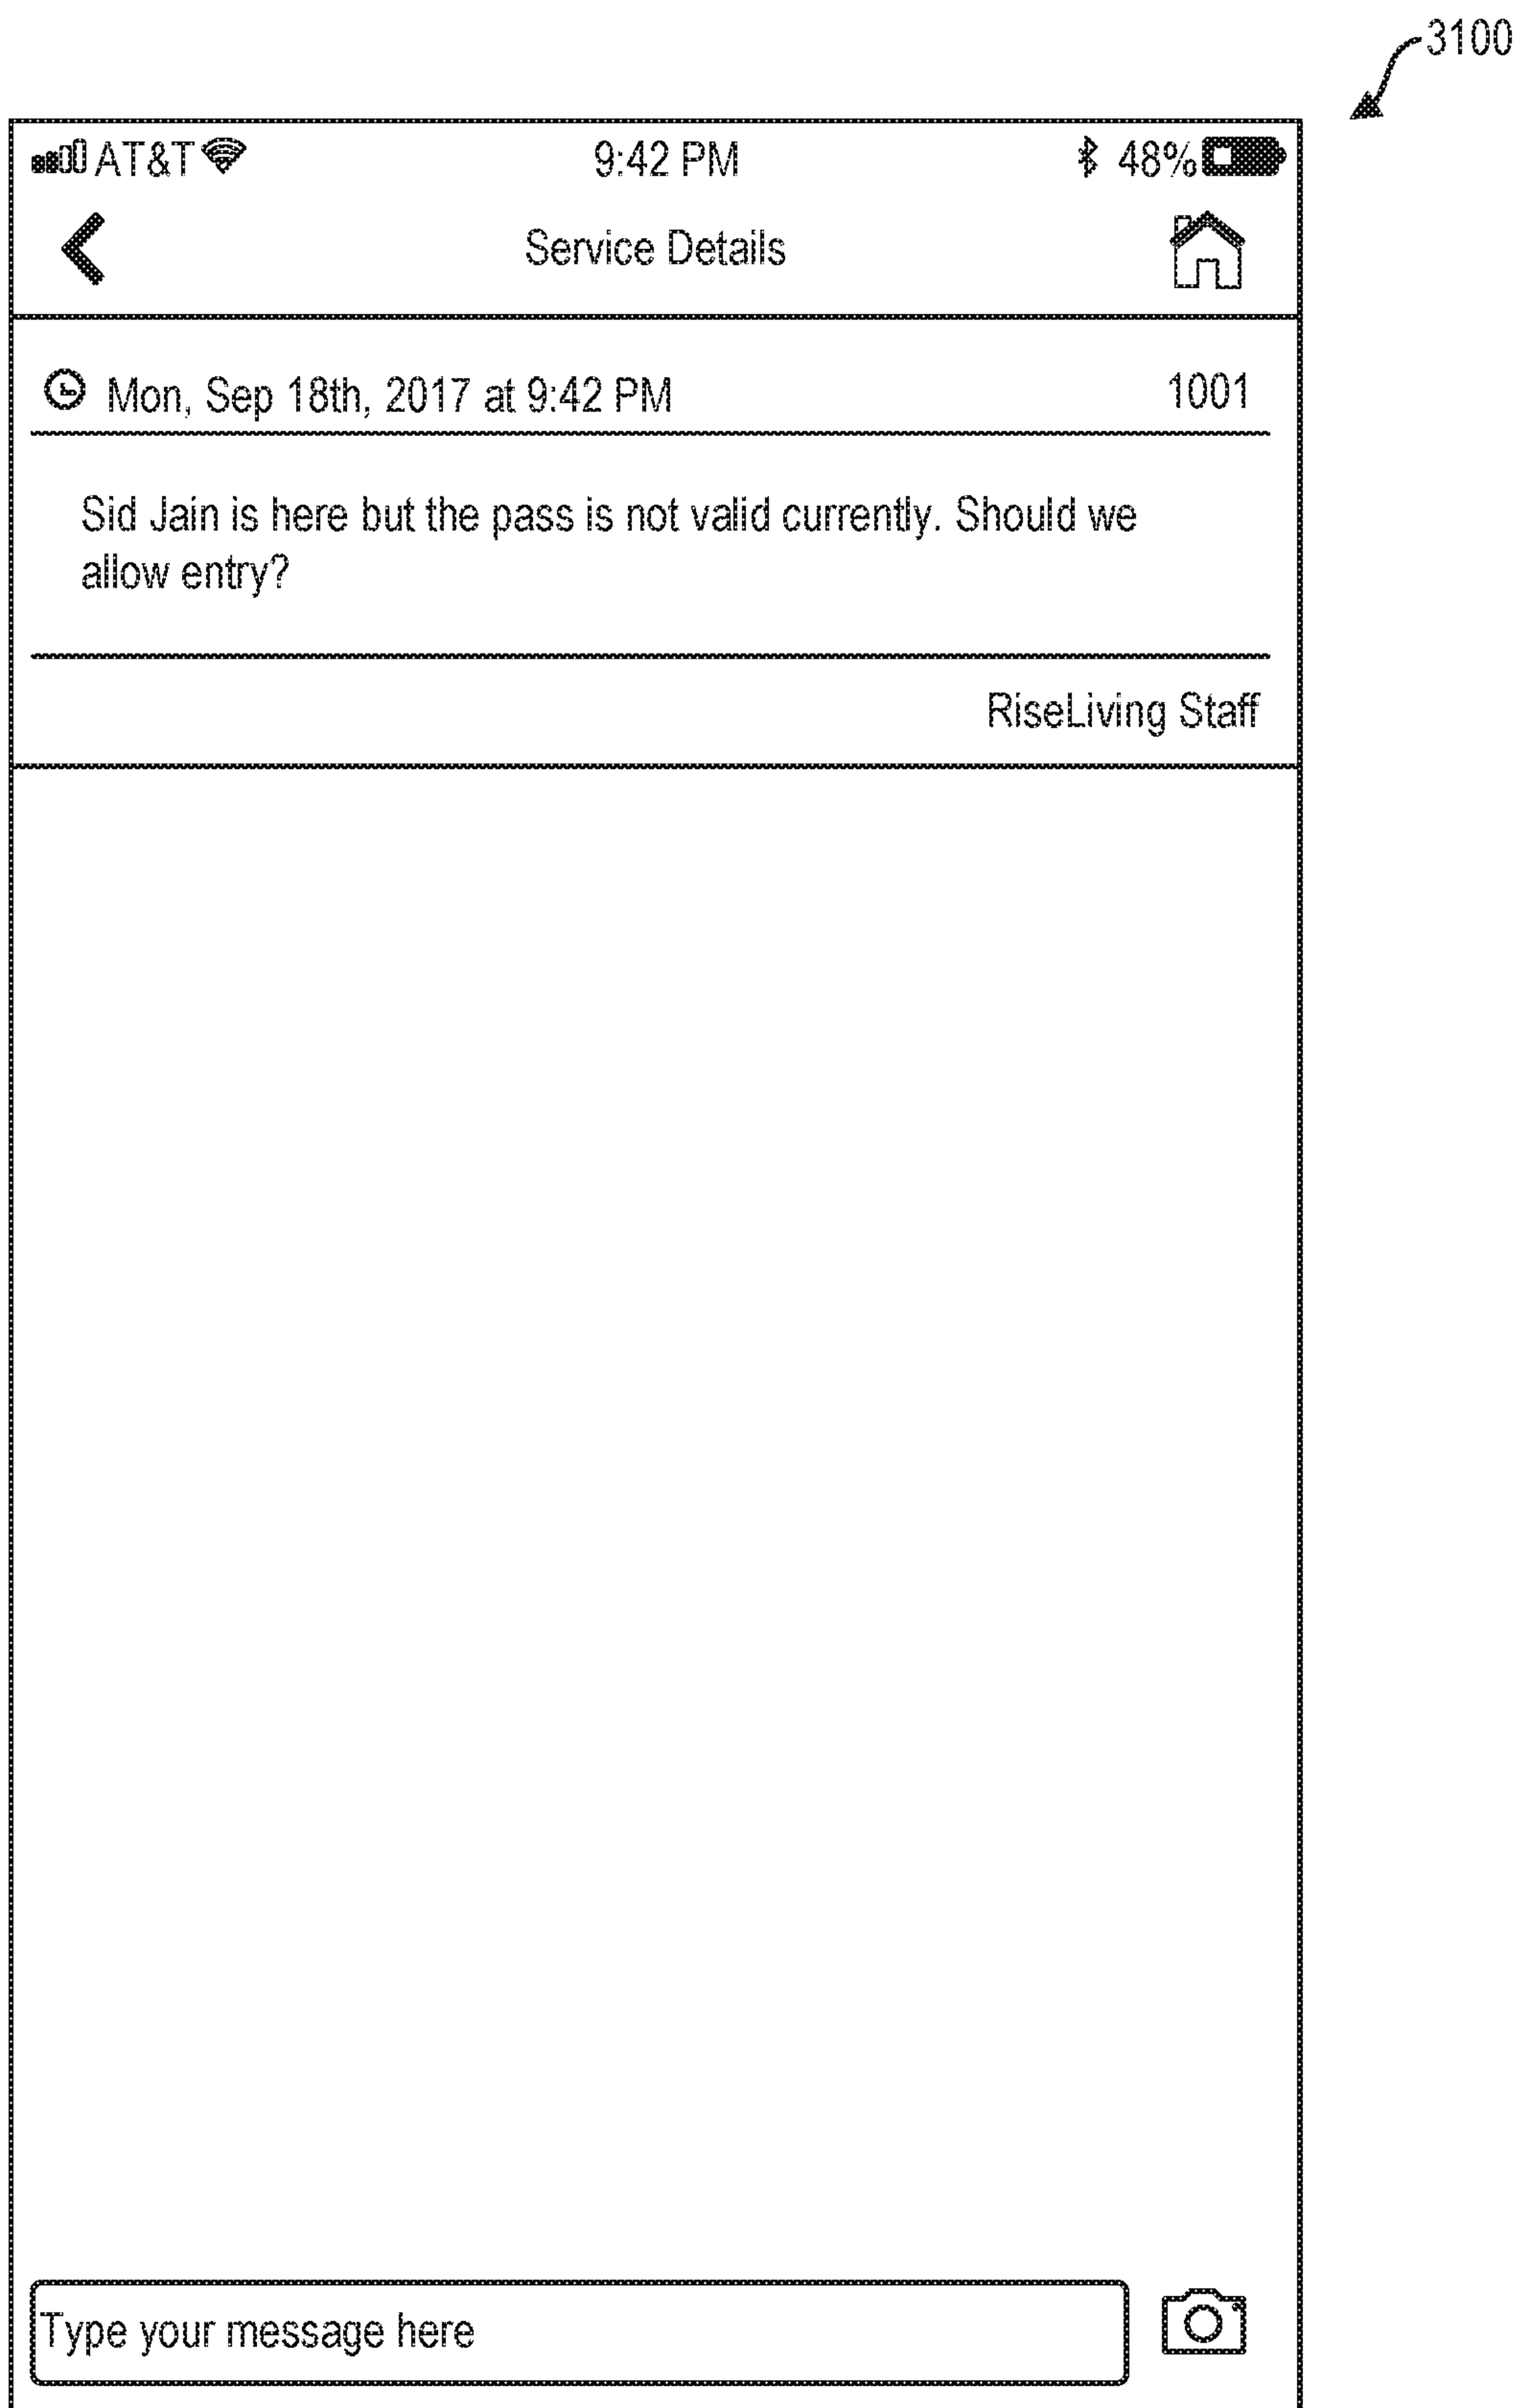 3100
AT&T 9:42 PM 48%
Service Details
Mon, Sep 18th, 2017 at 9:42 PM 1001
Sid Jain is here but the pass is not valid currently. Should we
allow entry?
RiseLiving Staff
Type your message here